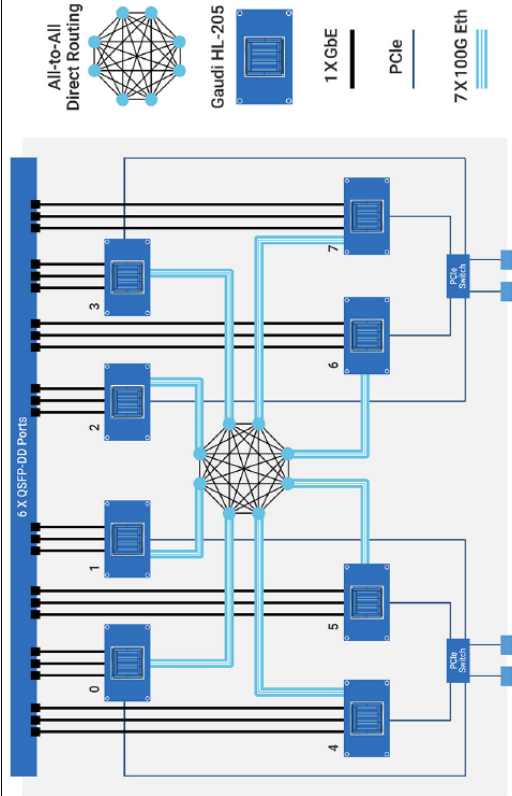 All-to-All
Direct Routing
Gaudi HL-205
1 X GbE
PCIe
7 X 100G Eth
6 X QSFP-DD Ports
0
1
2
3
4
5
6
7
PCIe
Switch
PCIe
Switch